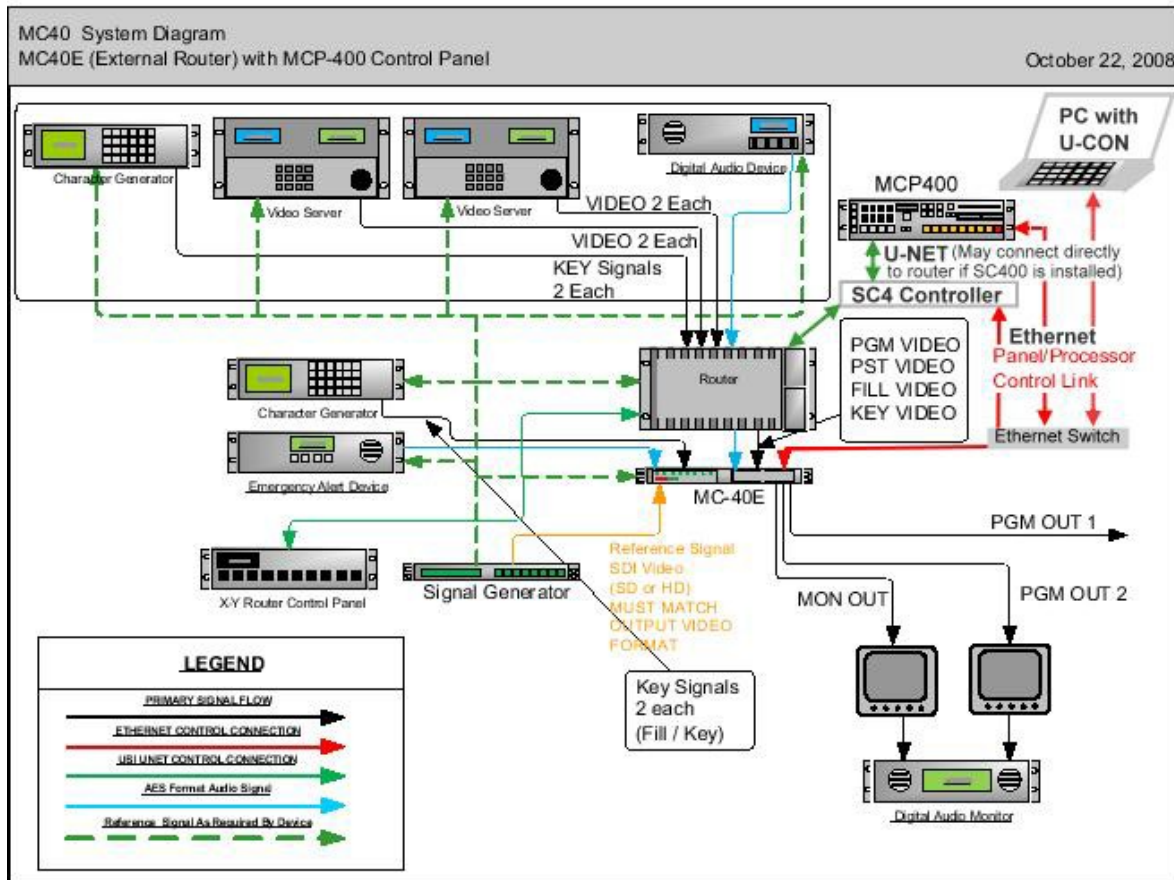 MC40 System Diagram
MC40E (External Router) with MCP-400 Control Panel
October 22, 2008
Character Generator
Video Server
Video Server
Digital Audio Device
PC with
U-CON
MCP400
VIDEO 2 Each
VIDEO 2 Each
KEY Signals
2 Each
U-NET (May connect directly
to router if SC400 is installed)
SC4 Controller
Ethernet
Panel/Processor
Control Link
Ethernet Switch
Router
PGM VIDEO
PST VIDEO
FILL VIDEO
KEY VIDEO
Character Generator
Emergency Alert Device
MC-40E
PGM OUT 1
X-Y Router Control Panel
Signal Generator
Reference Signal
SDI Video
(SD or HD)
MUST MATCH
OUTPUT VIDEO
FORMAT
MON OUT
PGM OUT 2
Key Signals
2 each
(Fill / Key)
Digital Audio Monitor
LEGEND
PRIMARY SIGNAL FLOW
ETHERNET CONTROL CONNECTION
USI UNET CONTROL CONNECTION
AES Format Audio Signal
Reference Signal As Required By Device